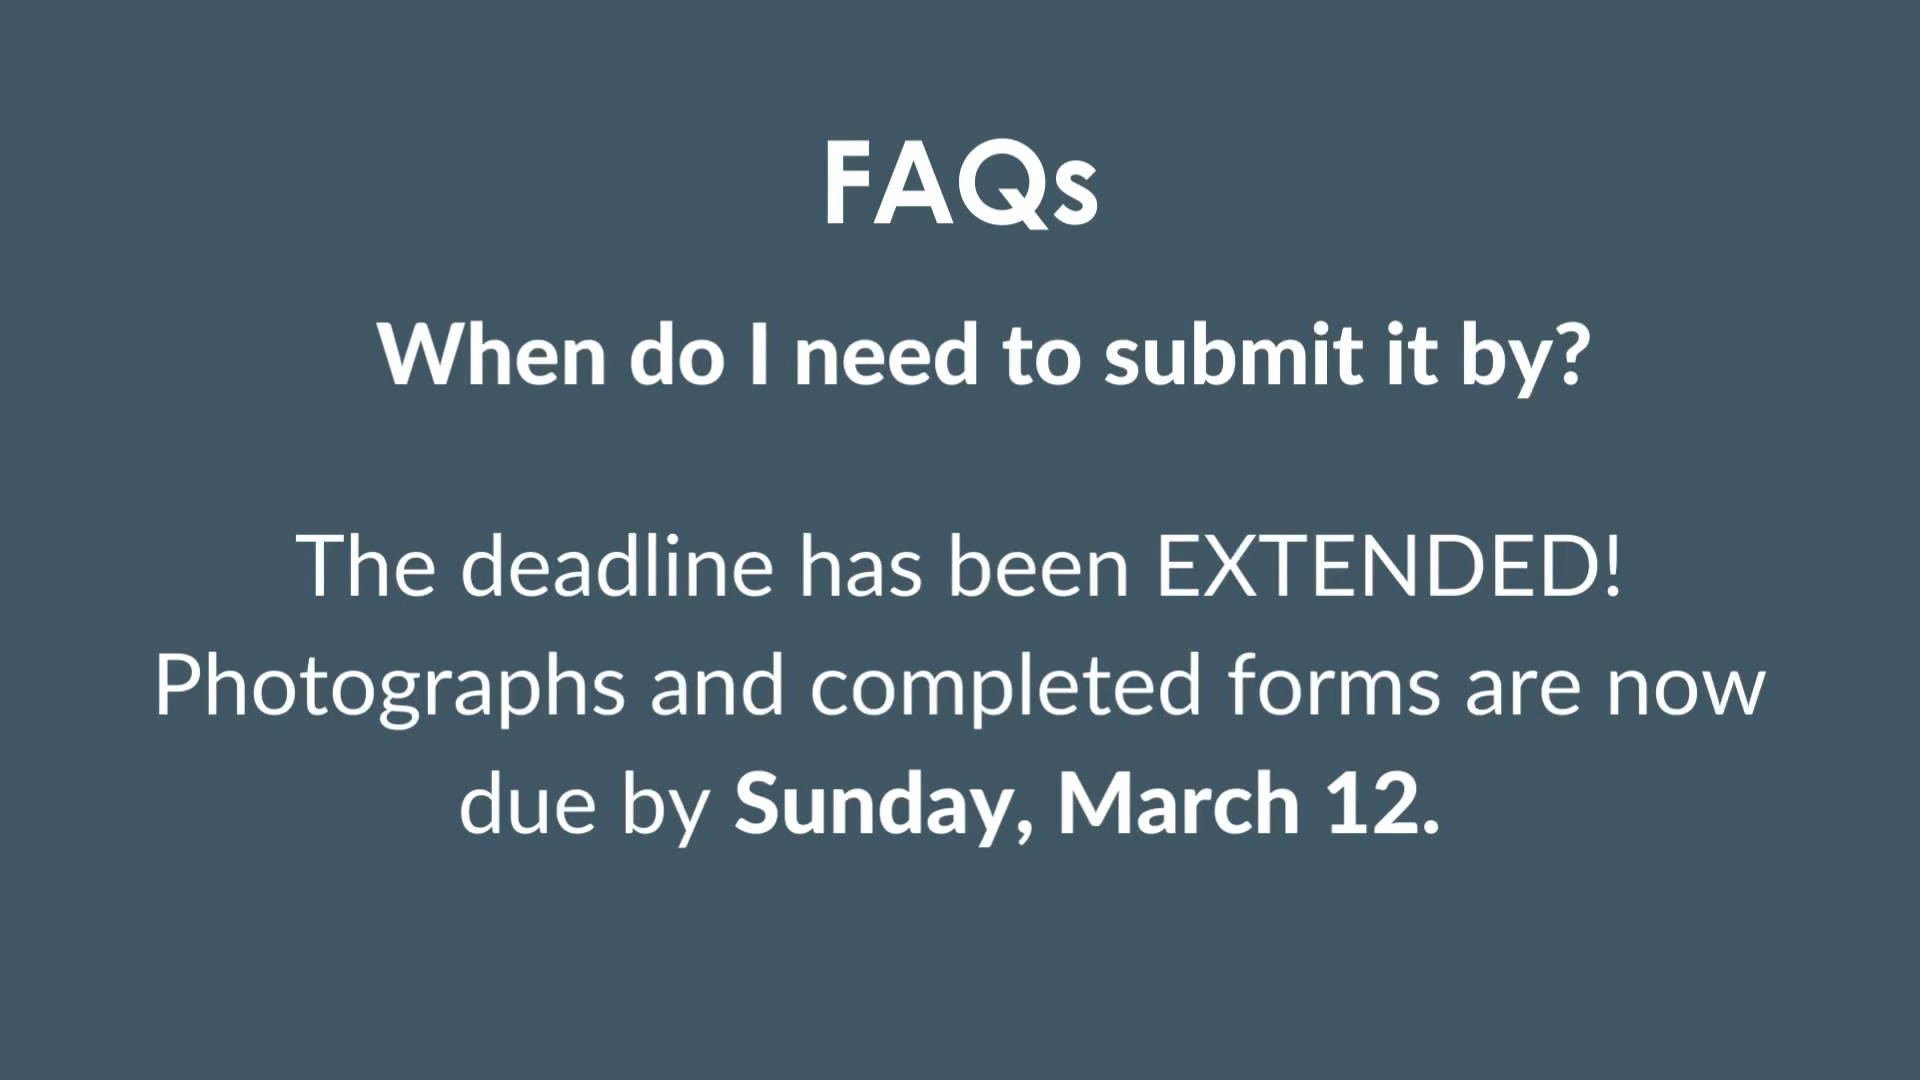 FAQs
When do I need to submit it by?
The deadline has been EXTENDED!
Photographs and completed forms are now
due by Sunday, March 12.